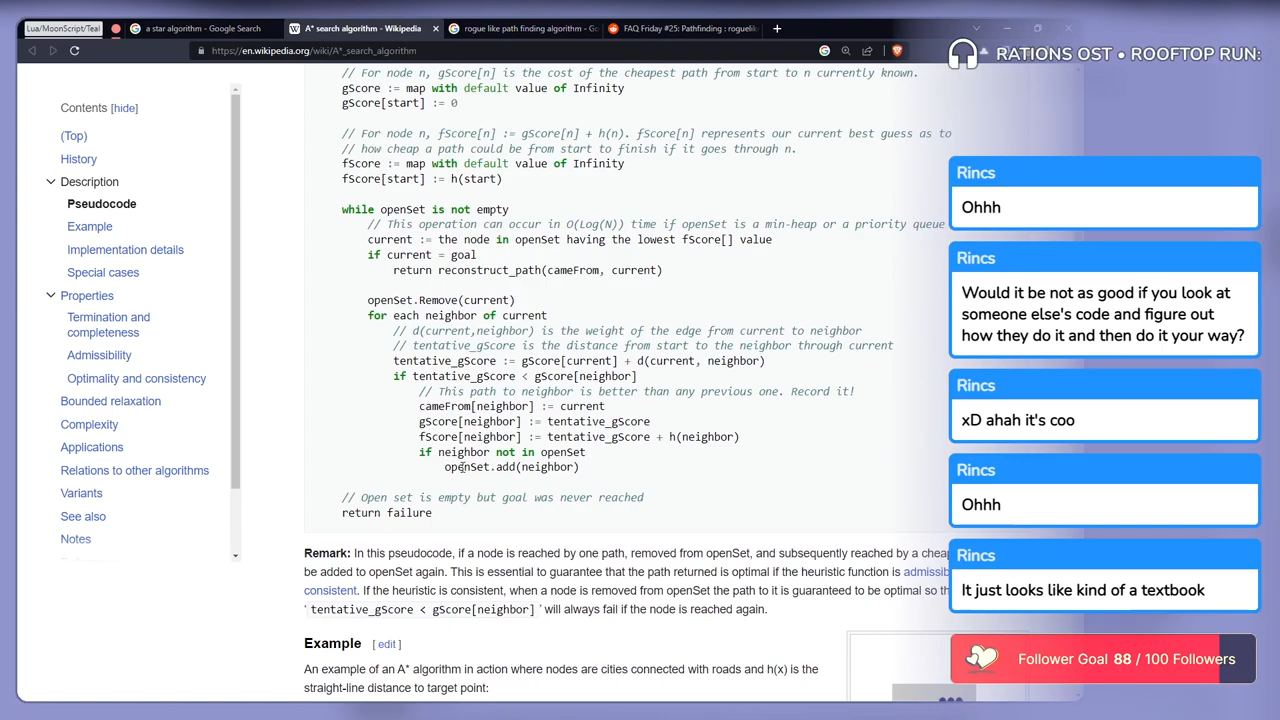 Lua/MoonScript/Teal
a star algorithm - Google Search
A* search algorithm - Wikipedia
rogue like path finding algorithm - Go
FAQ Friday #25: Pathfinding : roguelik
https://en.wikipedia.org/wiki/A*_search_algorithm
RATIONS OST • ROOFTOP RUN:
Contents [hide]
(Top)
History
Description
Pseudocode
Example
Implementation details
Special cases
Properties
Termination and
completeness
Admissibility
Optimality and consistency
Bounded relaxation
Complexity
Applications
Relations to other algorithms
Variants
See also
Notes
// For node n, gScore[n] is the cost of the cheapest path from start to n currently known.
gScore := map with default value of Infinity
gScore[start] := 0
// For node n, fScore[n] := gScore[n] + h(n). fScore[n] represents our current best guess as to
// how cheap a path could be from start to finish if it goes through n.
fScore := map with default value of Infinity
fScore[start] := h(start)
while openSet is not empty
// This operation can occur in O(Log(N)) time if openSet is a min-heap or a priority queue
current := the node in openSet having the lowest fScore[] value
if current = goal
return reconstruct_path(cameFrom, current)
openSet.Remove(current)
for each neighbor of current
// d(current,neighbor) is the weight of the edge from current to neighbor
// tentative_gScore is the distance from start to the neighbor through current
tentative_gScore := gScore[current] + d(current, neighbor)
if tentative_gScore < gScore[neighbor]
// This path to neighbor is better than any previous one. Record it!
cameFrom[neighbor] := current
gScore[neighbor] := tentative_gScore
fScore[neighbor] := tentative_gScore + h(neighbor)
if neighbor not in openSet
openSet.add(neighbor)
// Open set is empty but goal was never reached
return failure
Remark: In this pseudocode, if a node is reached by one path, removed from openSet, and subsequently reached by a cheap
be added to openSet again. This is essential to guarantee that the path returned is optimal if the heuristic function is admissib
consistent. If the heuristic is consistent, when a node is removed from openSet the path to it is guaranteed to be optimal so th
'tentative_gScore < gScore[neighbor]' will always fail if the node is reached again.
Example [ edit ]
An example of an A* algorithm in action where nodes are cities connected with roads and h(x) is the
straight-line distance to target point:
Rincs
Ohhh
Rincs
Would it be not as good if you look at
someone else's code and figure out
how they do it and then do it your way?
Rincs
xD ahah it's coo
Rincs
Ohhh
Rincs
It just looks like kind of a textbook
Follower Goal 88 / 100 Followers